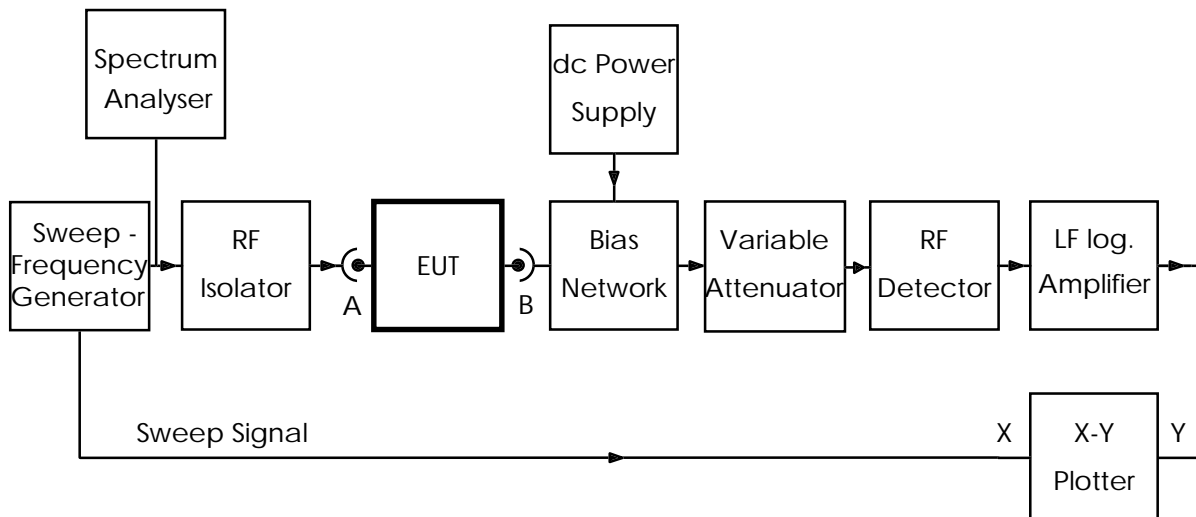 Spectrum
Analyser
dc Power
Supply
Sweep -
Frequency
Generator
RF
Isolator
A
EUT
B
Bias
Network
Variable
Attenuator
RF
Detector
LF log.
Amplifier
Sweep Signal
X
X-Y
Plotter
Y